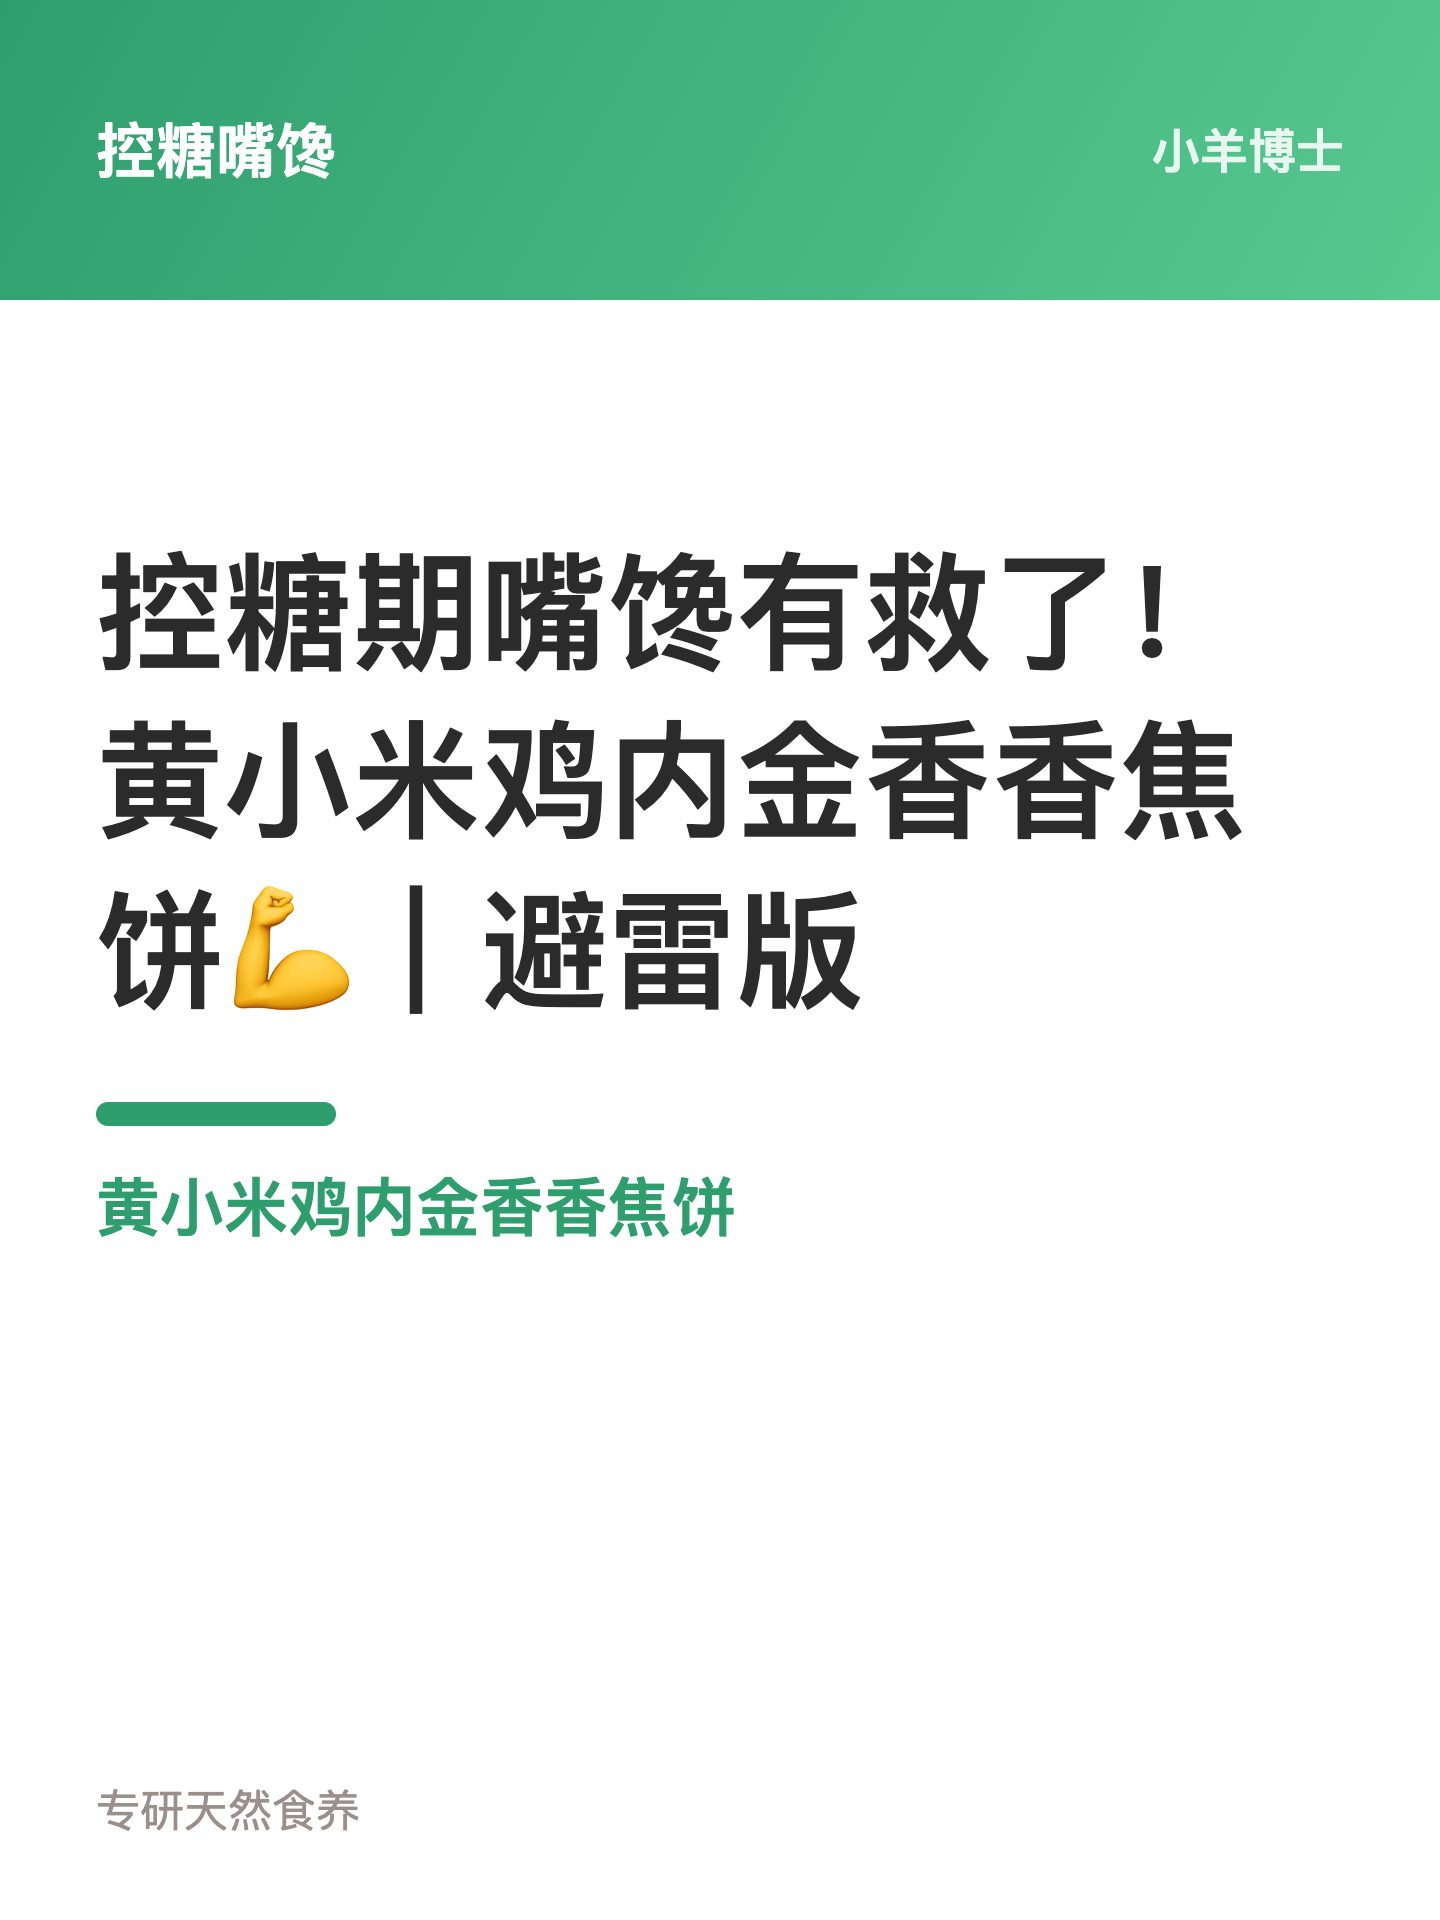 控糖嘴馋
小羊博士
控糖期嘴馋有救了！
黄小米鸡内金香香焦
饼💪｜避雷版
黄小米鸡内金香香焦饼
专研天然食养